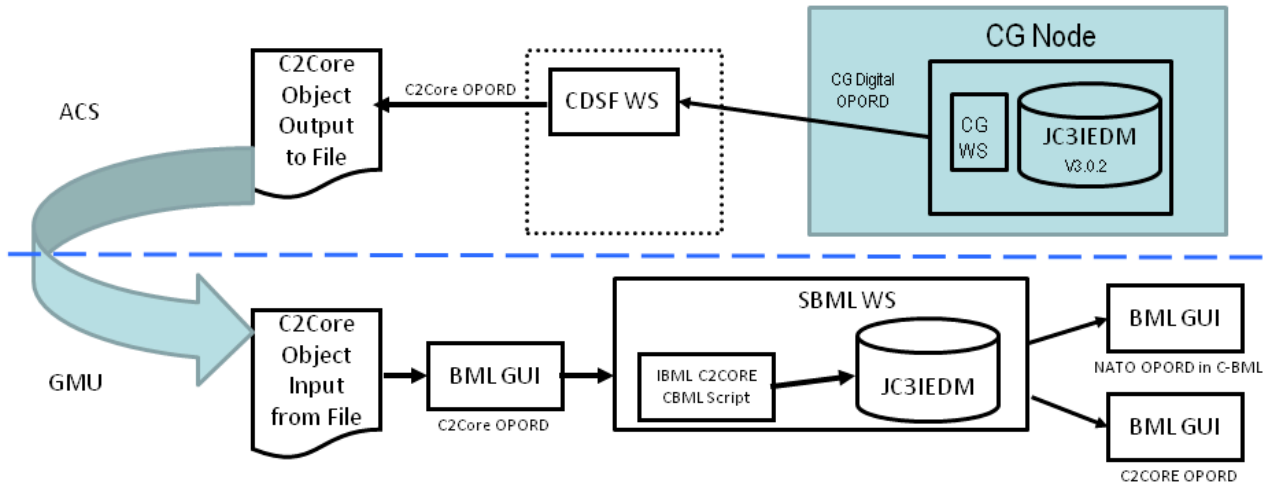 CG Node
C2Core
Object
Output
to File
ACS
C2Core OPORD
CDSF WS
CG Digital
OPORD
CG
WS
JC3IEDM
V3.0.2
GMU
C2Core
Object
Input
from File
BML GUI
C2Core OPORD
SBML WS
IBML C2CORE
CBML Script
JC3IEDM
BML GUI
NATO OPORD in C-BML
BML GUI
C2CORE OPORD